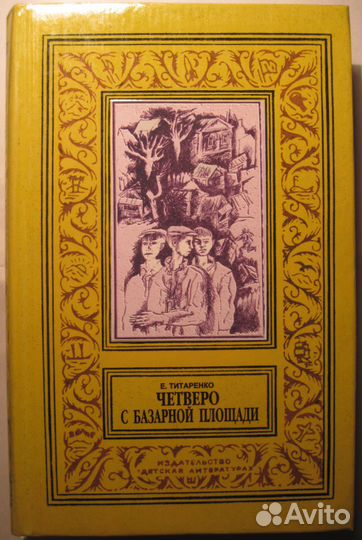 Е. ТИТАРЕНКО
ЧЕТВЕРО
С БАЗАРНОЙ ПЛОЩАДИ
ИЗДАТЕЛЬСТВО
"ДЕТСКАЯ ЛИТЕРАТУРА"
Avito